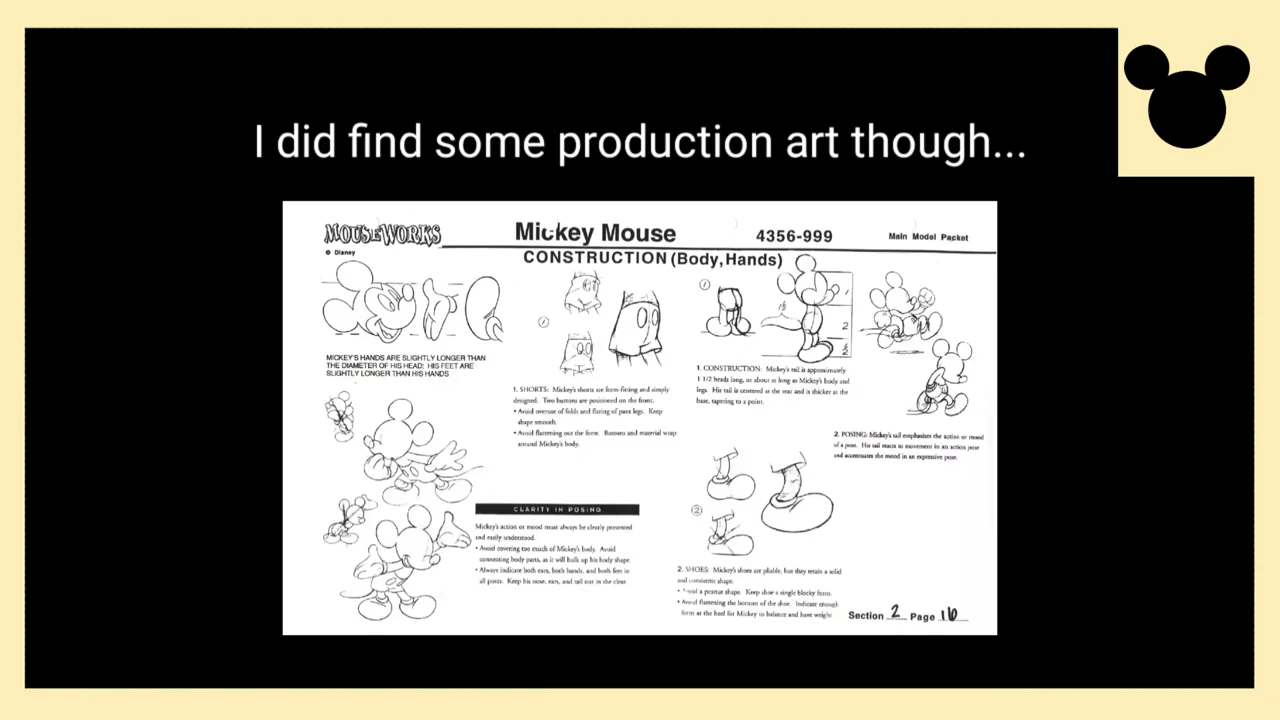 I did find some production art though...
MOUSEWORKS
Mickey Mouse
4356-999
Main Model Packet
© Disney
CONSTRUCTION (Body, Hands)
MICKEY'S HANDS ARE SLIGHTLY LONGER THAN
THE DIAMETER OF HIS HEAD; HIS FEET ARE
SLIGHTLY LONGER THAN HIS HANDS
1
1. SHORTS: Mickey's shorts are form-fitting and simply
designed. Two buttons are positioned on the front.
• Avoid overuse of folds and flaring of pant legs. Keep
shape smooth.
• Avoid flattening out the form. Buttons and material wrap
around Mickey's body.
1
1½
1
2
2½
1. CONSTRUCTION: Mickey's tail is approximately
1 1/2 heads long, or about as long as Mickey's body and
legs. His tail is centered at the rear and is thicker at the
base, tapering to a point.
2. POSING: Mickey's tail emphasizes the action or mood
of a pose. His tail reacts to movement in an action pose
and accentuates the mood in an expressive pose.
CLARITY IN POSING
Mickey's action or mood must always be clearly presented
and easily understood.
• Avoid covering too much of Mickey's body. Avoid
connecting body parts, as it will bulk up his body shape
• Always indicate both ears, both hands, and both feet in
all poses. Keep his nose, ears, and tail out in the clear
2
2. SHOES: Mickey's shoes are pliable, but they retain a solid
and consistent shape.
• Avoid a peanut shape. Keep shoe a single blocky form.
• Avoid flattening the bottom of the shoe. Indicate enough
form at the heel for Mickey to balance and have weight
Section 2 Page 16